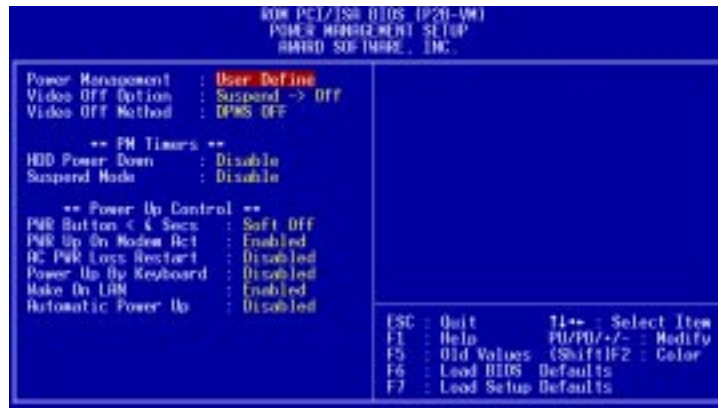 ROM PCI/ISA BIOS (P2B-VM)
POWER MANAGEMENT SETUP
AWARD SOFTWARE, INC.
Power Management : User Define
Video Off Option : Suspend -> Off
Video Off Method : DPMS OFF
** PM Timers **
HDD Power Down : Disable
Suspend Mode : Disable
** Power Up Control **
PWR Button < 4 Secs : Soft Off
PWR Up On Modem Act : Enabled
AC PWR Loss Restart : Disabled
Power Up By Keyboard : Disabled
Wake On LAN : Enabled
Automatic Power Up : Disabled
ESC : Quit ↑↓→← : Select Item
F1 : Help PU/PD/+/- : Modify
F5 : Old Values (Shift)F2 : Color
F6 : Load BIOS Defaults
F7 : Load Setup Defaults